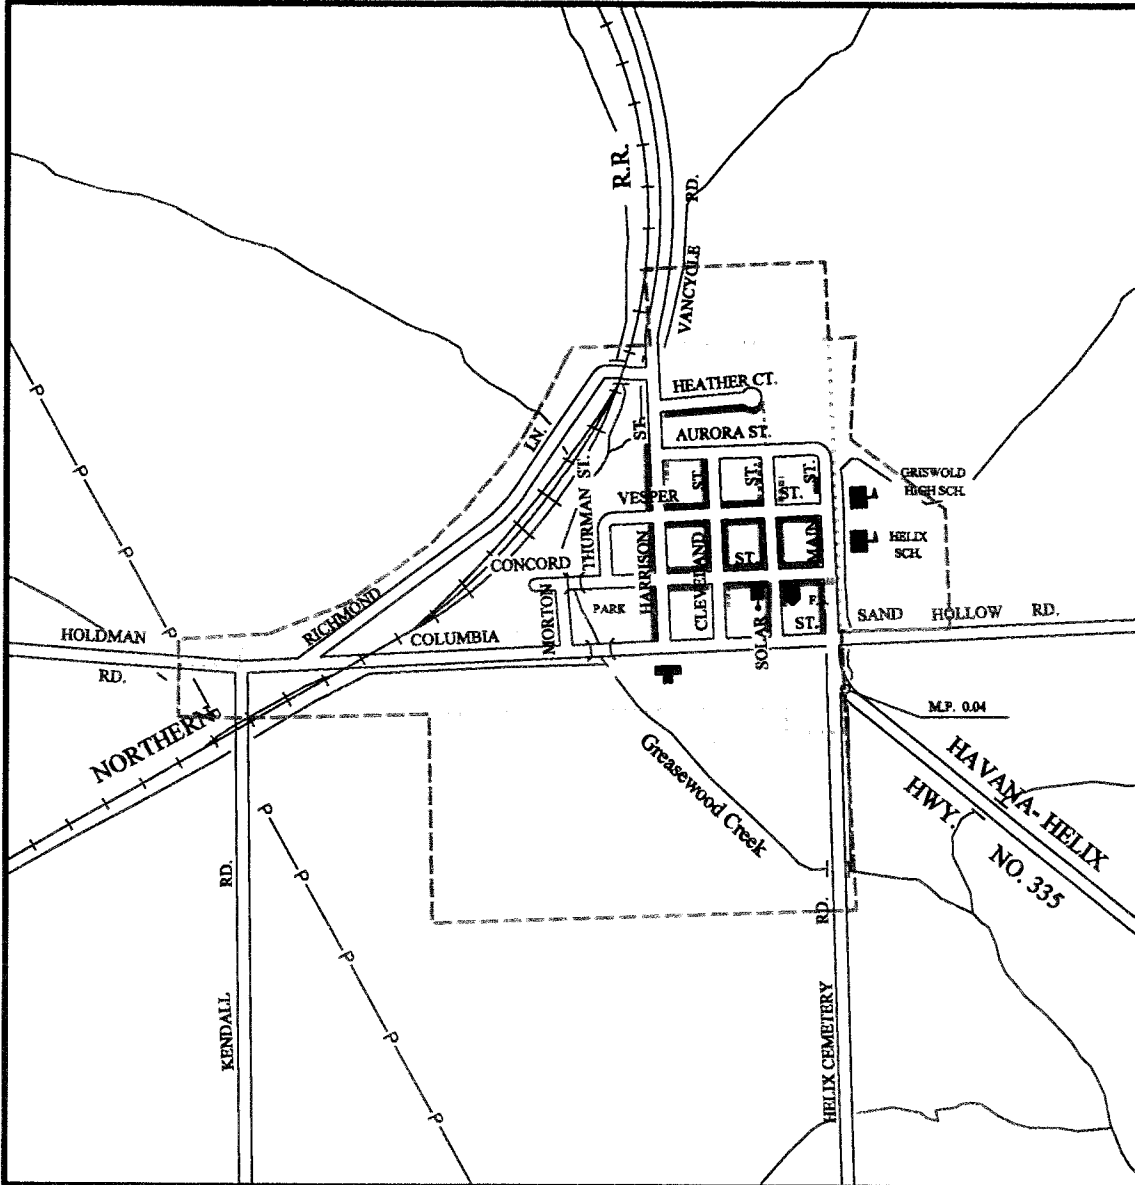 R.R.
VANCYCLE RD.
HEATHER CT.
LN.
ST.
AURORA ST.
ST.
ST.
ST.
ST.
GRISWOLD
HIGH SCH.
VESPER ST.
THURMAN
HELIX
SCH.
CONCORD ST.
HARRISON
CLEVELAND
MAIN
RICHMOND
MORTON
PARK
F.
SAND HOLLOW RD.
HOLDMAN
RD.
COLUMBIA ST.
SOLAR
NORTHERN
M.P. 0.04
Greasewood Creek
HAVANA- HELIX
HWY.
NO. 335
KENDALL RD.
HELIX CEMETERY RD.
P
P
P
P
P
P
P
P
P
P